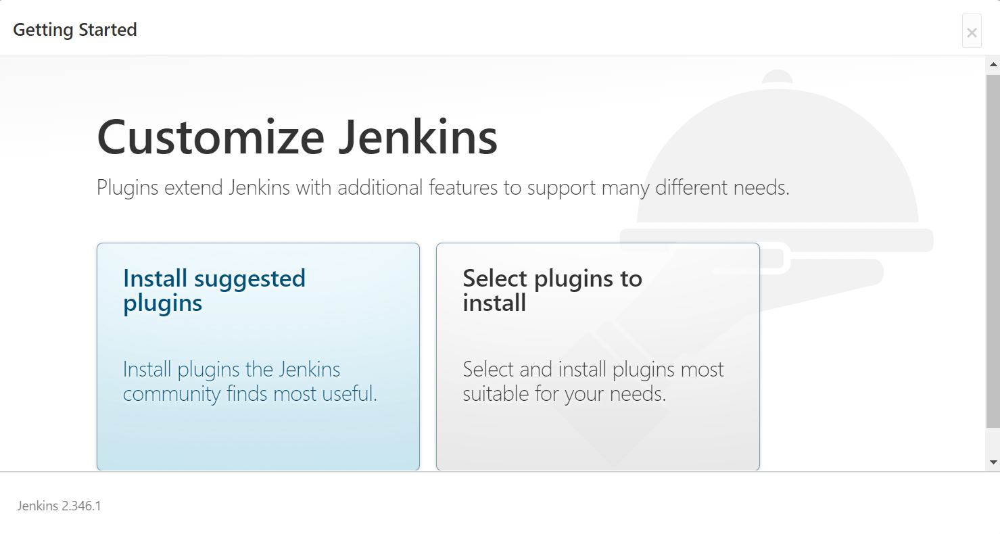 Getting Started
×
Customize Jenkins
Plugins extend Jenkins with additional features to support many different needs.
Install suggested
plugins
Install plugins the Jenkins
community finds most useful.
Select plugins to
install
Select and install plugins most
suitable for your needs.
Jenkins 2.346.1